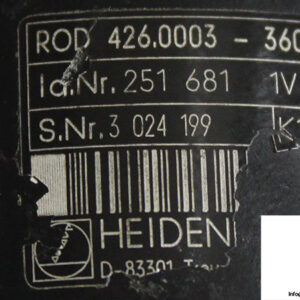 ROD 426.0003 - 360
Id.Nr. 251 681 1V
S.Nr. 3 024 199
HEIDEN
D-83301